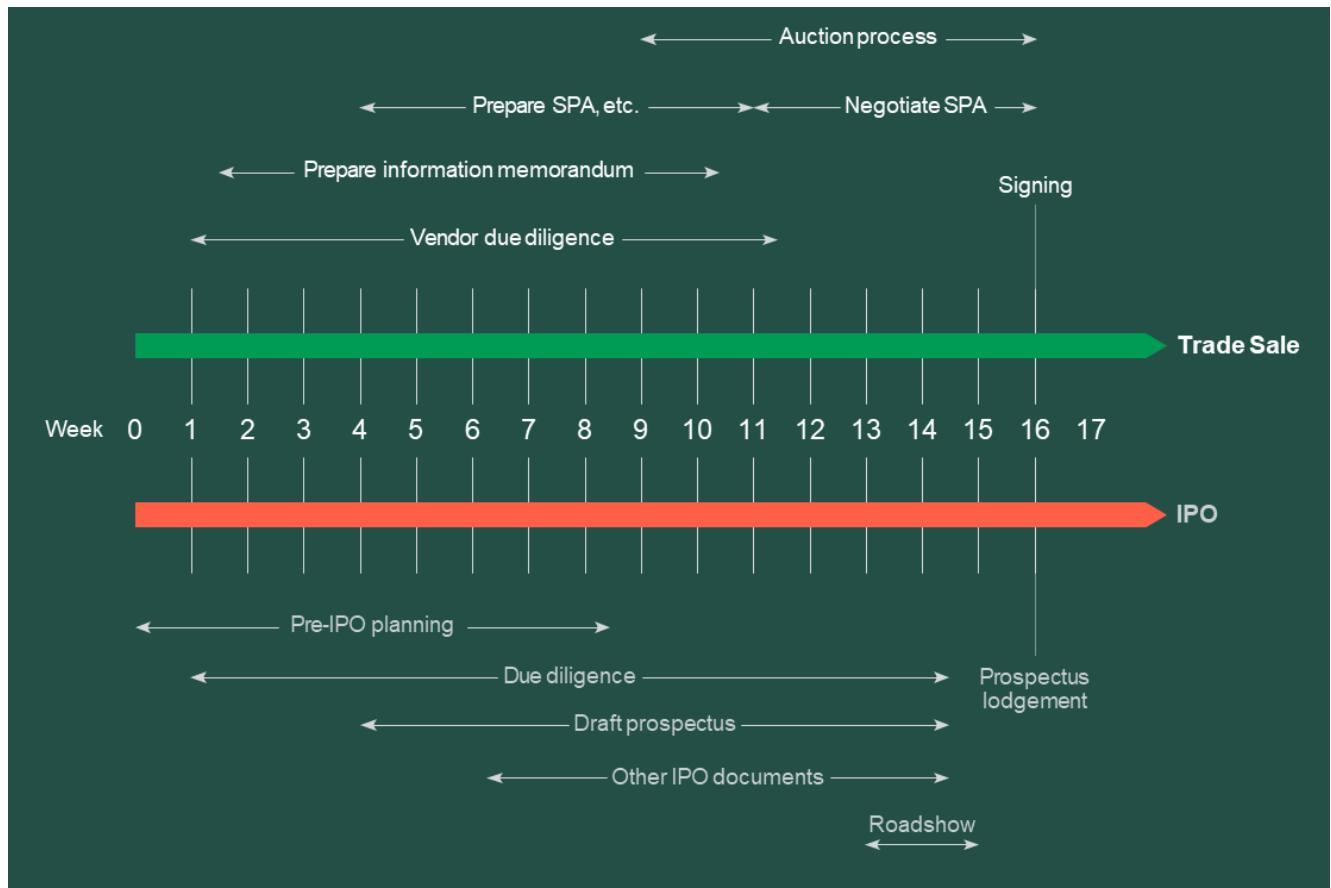 Auction process
Prepare SPA, etc. Negotiate SPA
Prepare information memorandum
Signing
Vendor due diligence
Trade Sale
Week 0 1 2 3 4 5 6 7 8 9 10 11 12 13 14 15 16 17
IPO
Pre-IPO planning
Due diligence
Prospectus
lodgement
Draft prospectus
Other IPO documents
Roadshow